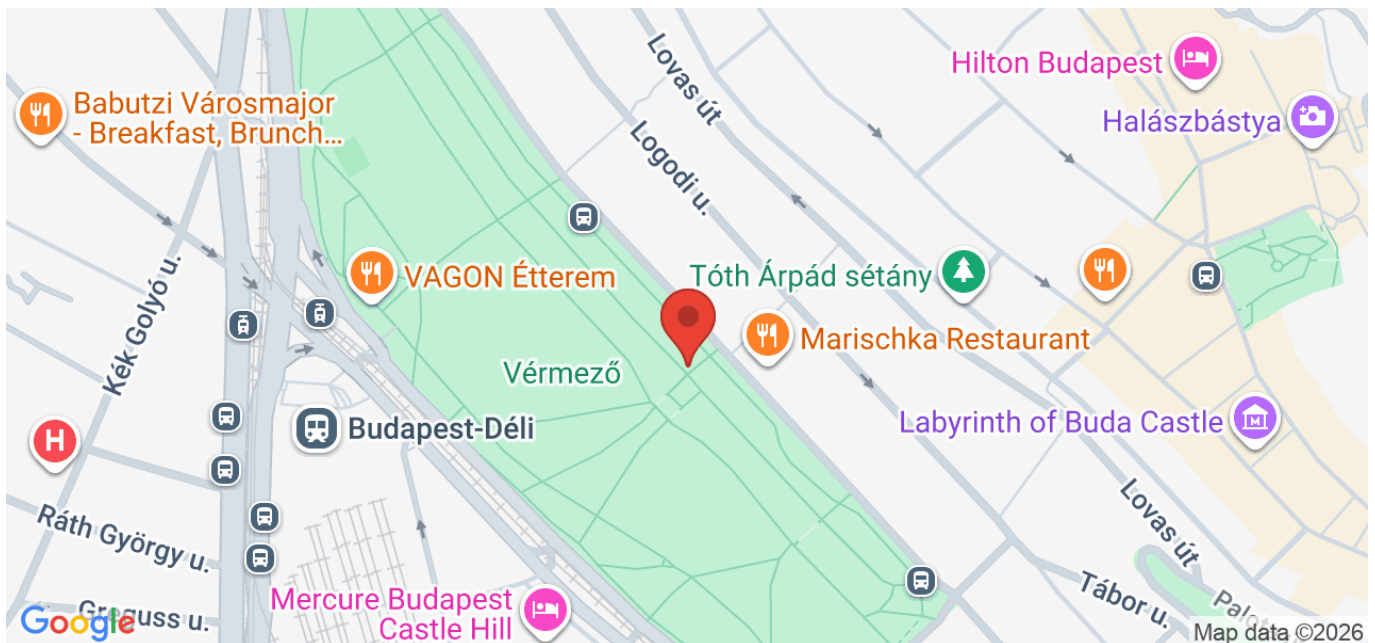 Lovas út
Hilton Budapest
Babutzi Városmajor
- Breakfast, Brunch...
Halászbástya
Logodi u.
Kék Golyó u.
VAGON Étterem
Tóth Árpád sétány
Marischka Restaurant
Vérmező
H
Budapest-Déli
Labyrinth of Buda Castle
M
Ráth György u.
Lovas út
Mercure Budapest
Castle Hill
Tábor u.
Palot
Greguss u.
Google
Map data ©2026